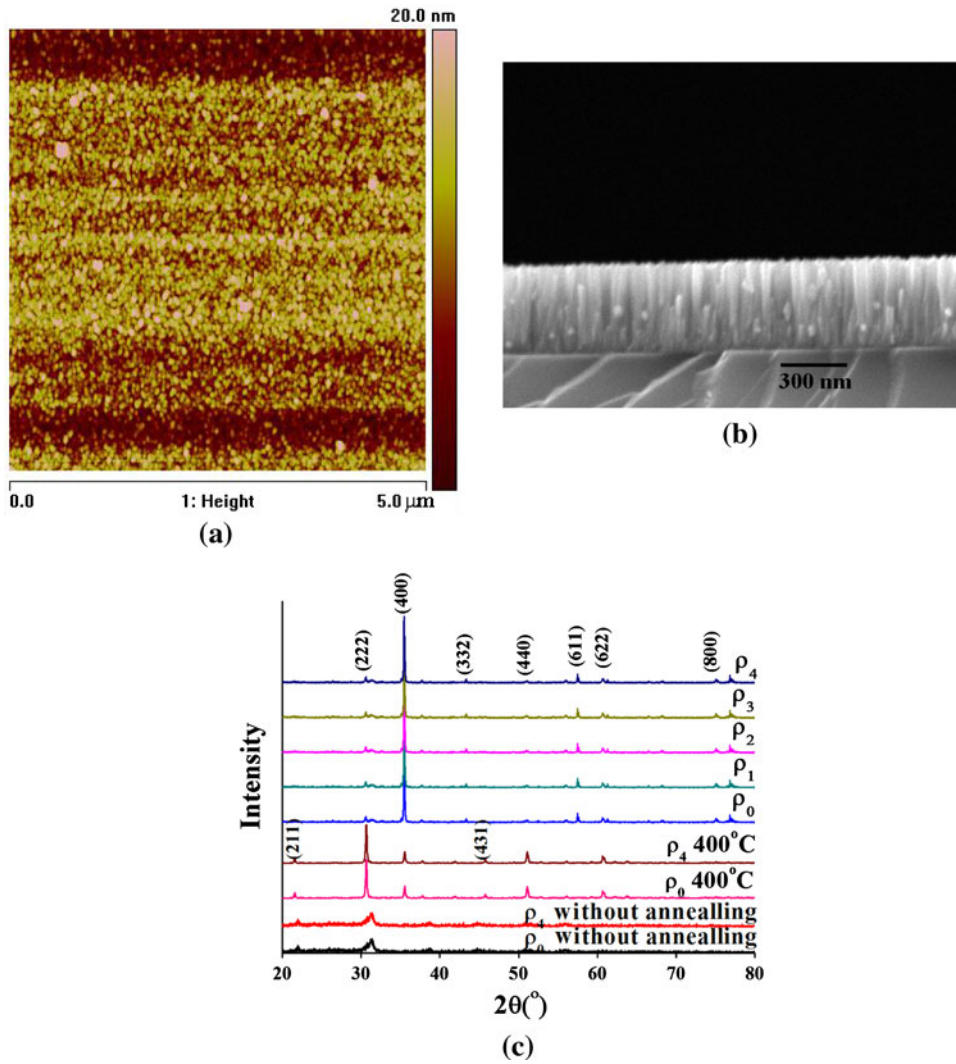 20.0 nm
0.0 1: Height 5.0 μm
(a)
300 nm
(b)
(222) (400) (332) (440) (611) (622) (800)
ρ4
ρ3
ρ2
ρ1
ρ0
(211) (431) ρ4 400°C
ρ0 400°C
ρ4 without annealling
ρ0 without annealling
Intensity
20 30 40 50 60 70 80
2θ(°)
(c)